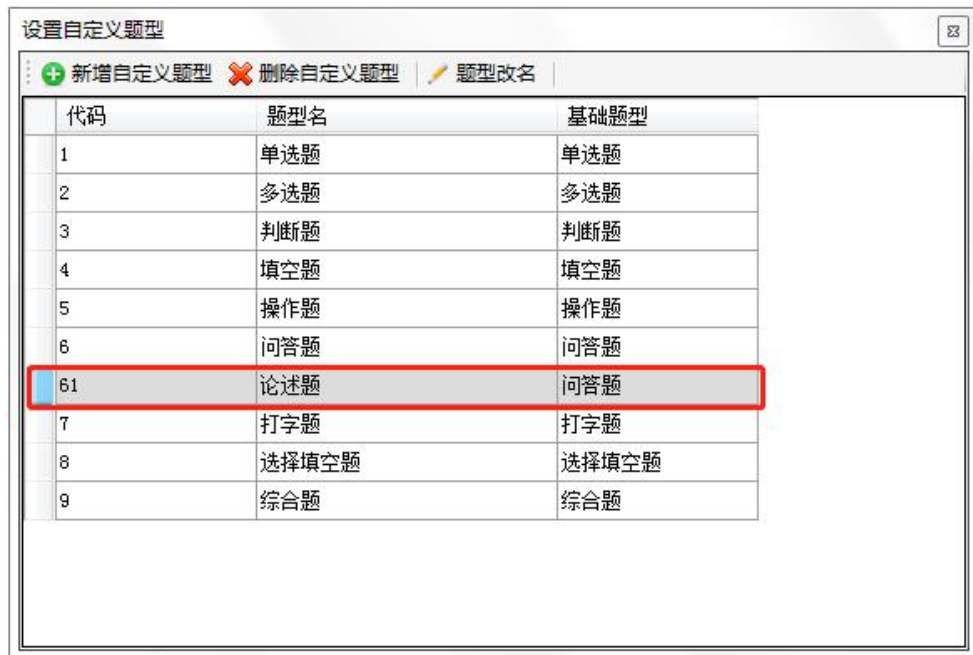 设置自定义题型
新增自定义题型 删除自定义题型 题型改名
代码 题型名 基础题型
1 单选题 单选题
2 多选题 多选题
3 判断题 判断题
4 填空题 填空题
5 操作题 操作题
6 问答题 问答题
61 论述题 问答题
7 打字题 打字题
8 选择填空题 选择填空题
9 综合题 综合题